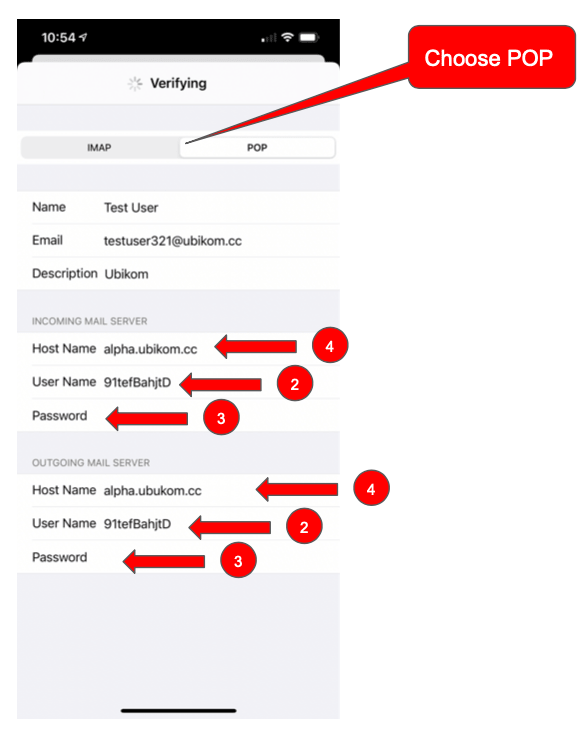 10:54
Choose POP
Verifying
IMAP POP
Name Test User
Email testuser321@ubikom.cc
Description Ubikom
INCOMING MAIL SERVER
Host Name alpha.ubikom.cc 4
User Name 91tefBahjtD 2
Password 3
OUTGOING MAIL SERVER
Host Name alpha.ubukom.cc 4
User Name 91tefBahjtD 2
Password 3